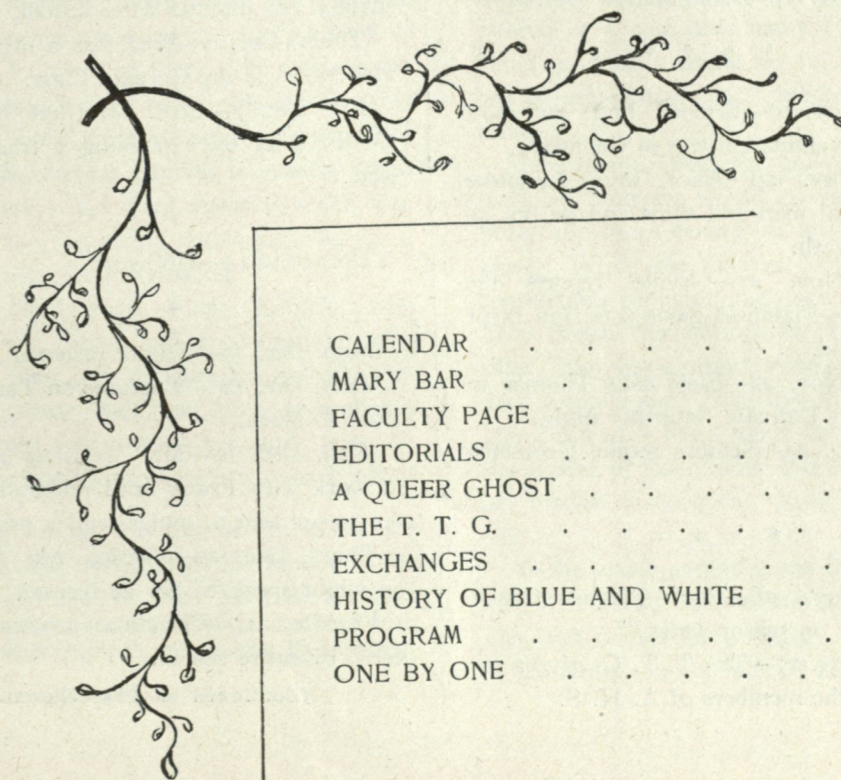 CALENDAR . . . . . .
MARY BAR . . . . . .
FACULTY PAGE . . . . . .
EDITORIALS . . . . . .
A QUEER GHOST . . . . .
THE T. T. G. . . . . . .
EXCHANGES . . . . . .
HISTORY OF BLUE AND WHITE . .
PROGRAM . . . . . .
ONE BY ONE . . . . . .